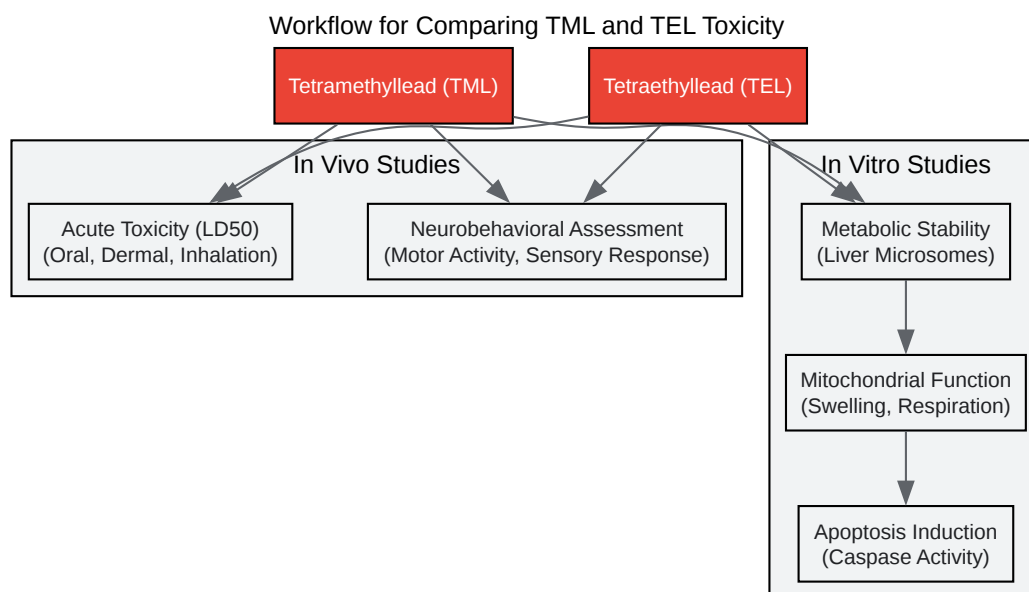 Workflow for Comparing TML and TEL Toxicity
Tetramethyllead (TML)
Tetraethyllead (TEL)
In Vivo Studies
In Vitro Studies
Acute Toxicity (LD50)
(Oral, Dermal, Inhalation)
Neurobehavioral Assessment
(Motor Activity, Sensory Response)
Metabolic Stability
(Liver Microsomes)
Mitochondrial Function
(Swelling, Respiration)
Apoptosis Induction
(Caspase Activity)